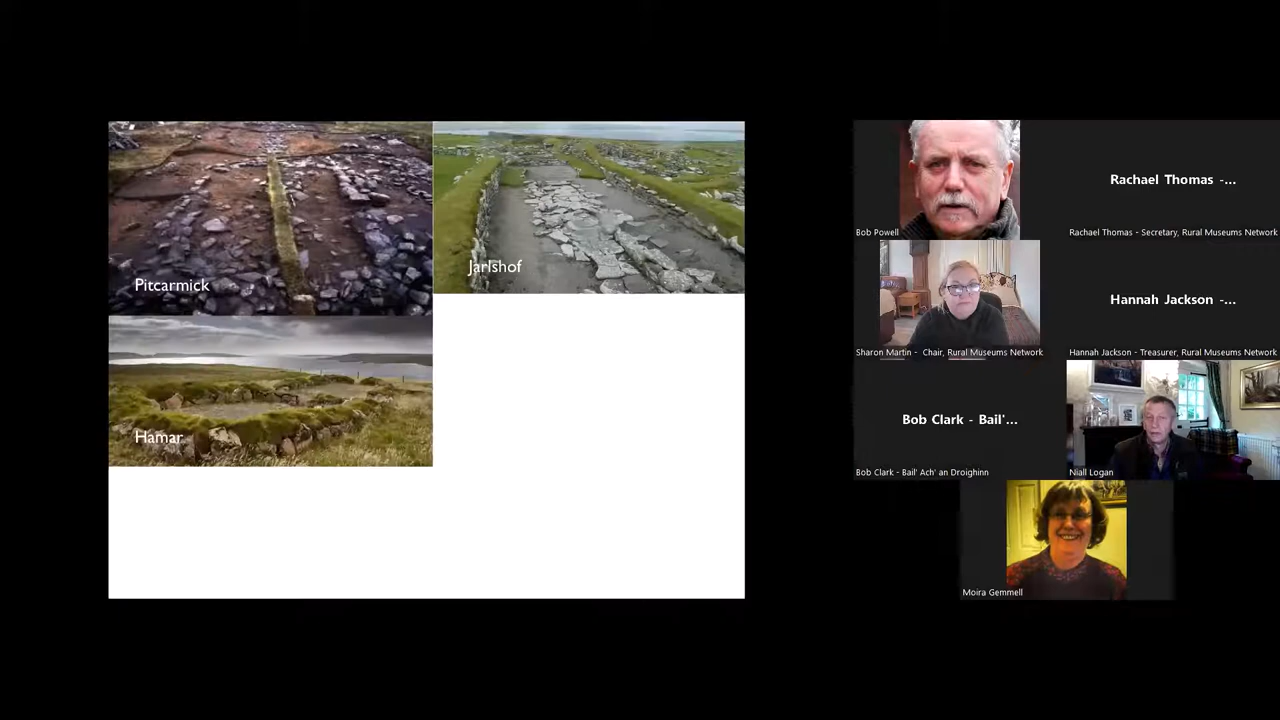 Pitcarmick
Jarlshof
Hamar
Rachael Thomas -...
Bob Powell
Rachael Thomas - Secretary, Rural Museums Network
Hannah Jackson -...
Sharon Martin - Chair, Rural Museums Network
Hannah Jackson - Treasurer, Rural Museums Network
Bob Clark - Bail'...
Bob Clark - Bail' Ach' an Droighinn
Niall Logan
Moira Gemmell